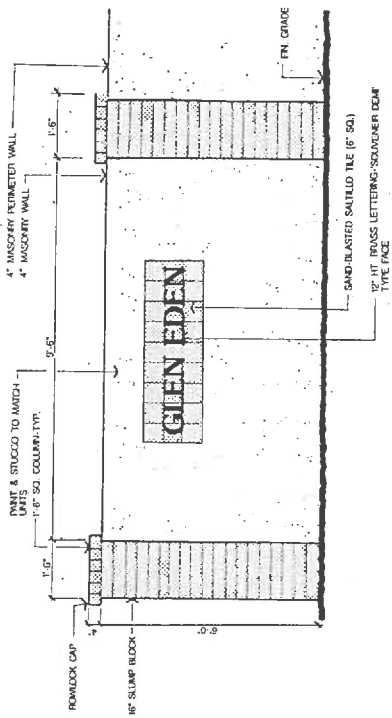 4" MASONRY PERIMETER WALL
4" MASONRY WALL
PAINT & STUCCO TO MATCH
UNITS
1'-6" SQ. COLUMN-TYP.
ROWLOCK CAP
16" SLUMP BLOCK
1'-6"
9'-6"
1'-6"
4"
6'-0"
GLEN EDEN
FIN. GRADE
SAND-BLASTED SALTILLO TILE (6" SQ.)
12" HT. BRASS LETTERING-'SOUVENIER DEMI'
TYPE FACE